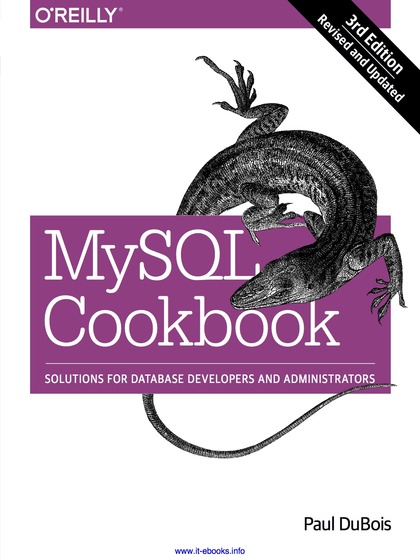 O'REILLY®
3rd Edition
Revised and Updated
MySQL
Cookbook
SOLUTIONS FOR DATABASE DEVELOPERS AND ADMINISTRATORS
Paul DuBois
www.it-ebooks.info